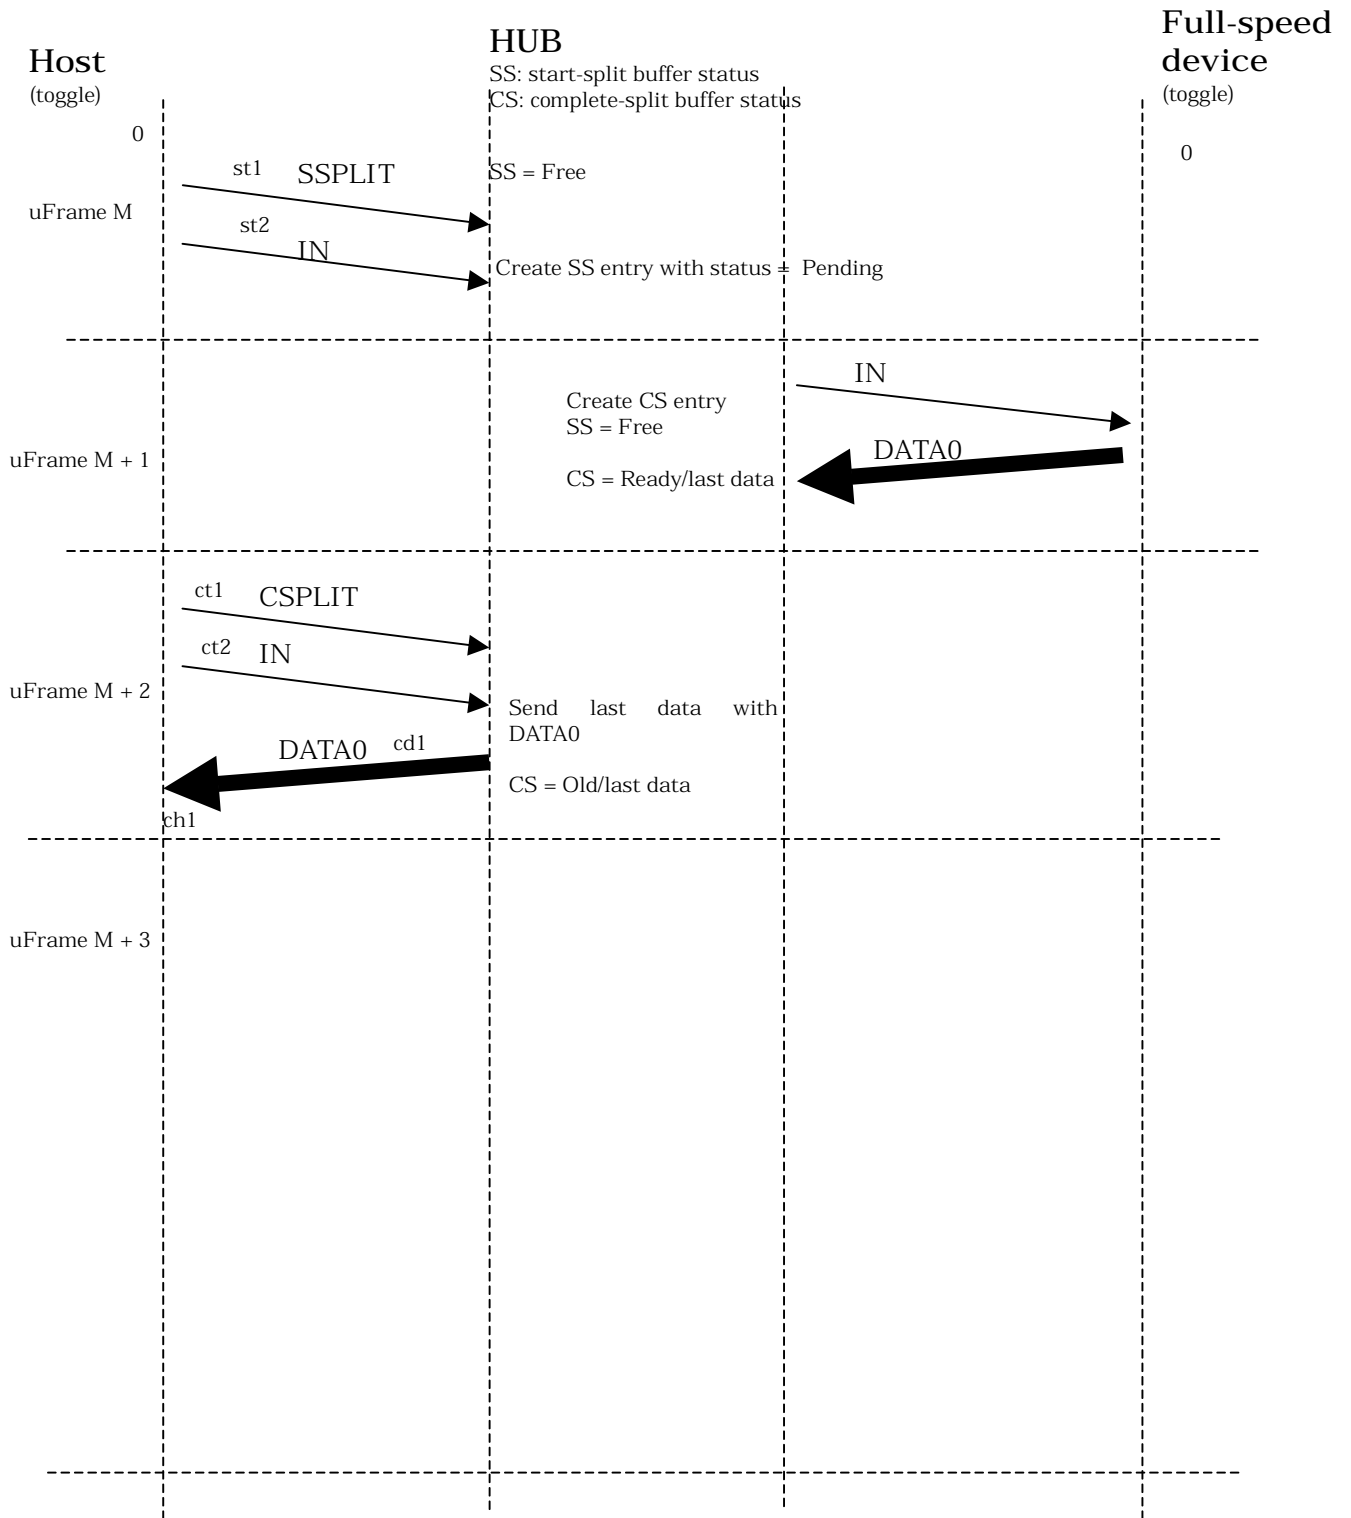 Full-speed
device
(toggle)
HUB
SS: start-split buffer status
CS: complete-split buffer status
Host
(toggle)
0
0
st1 SSPLIT
SS = Free
uFrame M
st2
IN
Create SS entry with status = Pending
IN
Create CS entry
SS = Free
DATA0
uFrame M + 1
CS = Ready/last data
ct1 CSPLIT
ct2 IN
uFrame M + 2
Send last data with
DATA0
DATA0 cd1
CS = Old/last data
ch1
uFrame M + 3